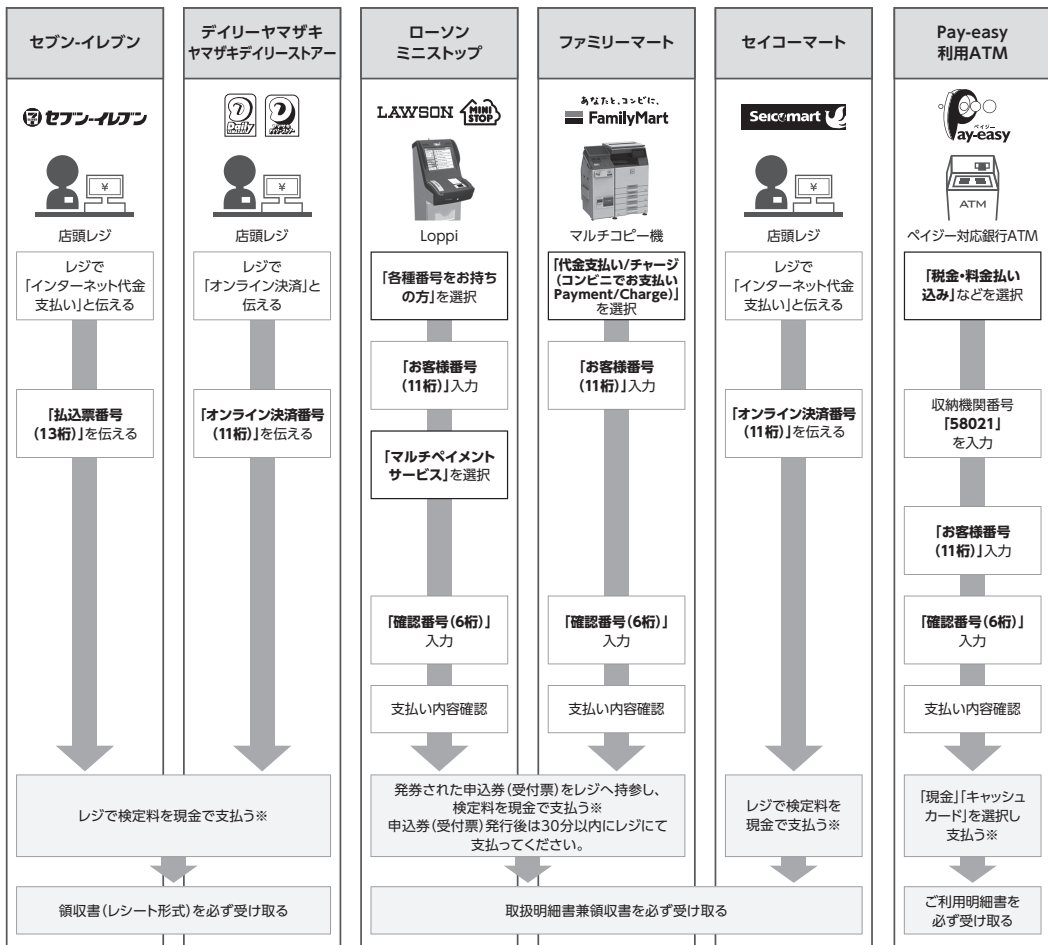 セブン-イレブン
セブン-イレブン
¥
店頭レジ
レジで
「インターネット代金
支払い」と伝える
「払込票番号
(13桁)」を伝える
デイリーヤマザキ
ヤマザキデイリーストアー
Daily
¥
店頭レジ
レジで
「オンライン決済」と
伝える
「オンライン決済番号
(11桁)」を伝える
レジで検定料を現金で支払う※
領収書(レシート形式)を必ず受け取る
ローソン
ミニストップ
LAWSON
MINI
STOP
Loppi
「各種番号をお持ち
の方」を選択
「お客様番号
(11桁)」入力
「マルチペイメント
サービス」を選択
「確認番号(6桁)」
入力
支払い内容確認
ファミリーマート
あなたと、コンビに、
FamilyMart
マルチコピー機
「代金支払い/チャージ
(コンビニでお支払い
Payment/Charge)」
を選択
「お客様番号
(11桁)」入力
「確認番号(6桁)」
入力
支払い内容確認
発券された申込券(受付票)をレジへ持参し、
検定料を現金で支払う※
申込券(受付票)発行後は30分以内にレジにて
支払ってください。
セイコーマート
Seicomart
¥
店頭レジ
レジで
「インターネット代金
支払い」と伝える
「オンライン決済番号
(11桁)」を伝える
レジで検定料を
現金で支払う※
取扱明細書兼領収書を必ず受け取る
Pay-easy
利用ATM
ペイジー
Pay-easy
ATM
ペイジー対応銀行ATM
「税金・料金払い
込み」などを選択
収納機関番号
「58021」
を入力
「お客様番号
(11桁)」入力
「確認番号(6桁)」
入力
支払い内容確認
「現金」「キャッシュ
カード」を選択し
支払う※
ご利用明細書を
必ず受け取る